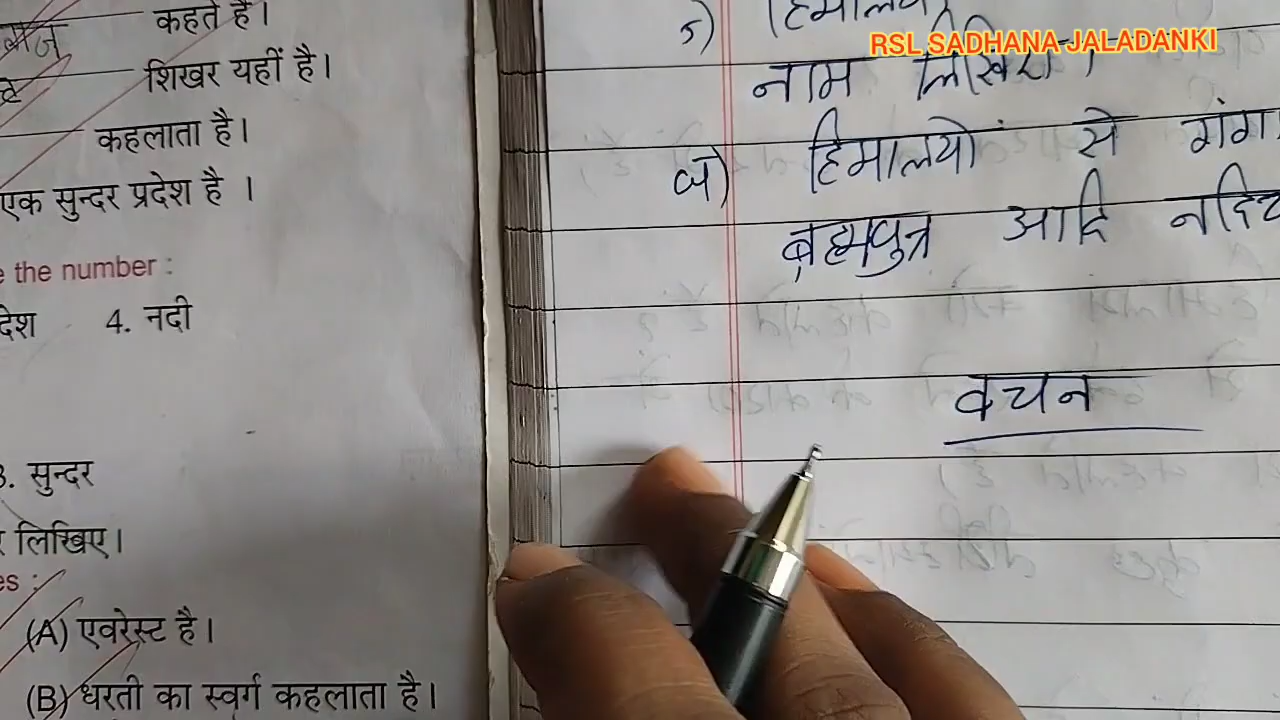 कहते हैं।
शिखर यहीं है।
कहलाता है।
एक सुन्दर प्रदेश है ।
the number :
4. नदी
3. सुन्दर
लिखिए।
(A) एवरेस्ट है।
(B) धरती का स्वर्ग कहलाता है।
RSL SADHANA JALADANKI
नाम लिखिए।
ज) हिमालयों से गंगा
ब्रह्मपुत्र आदि
वचन